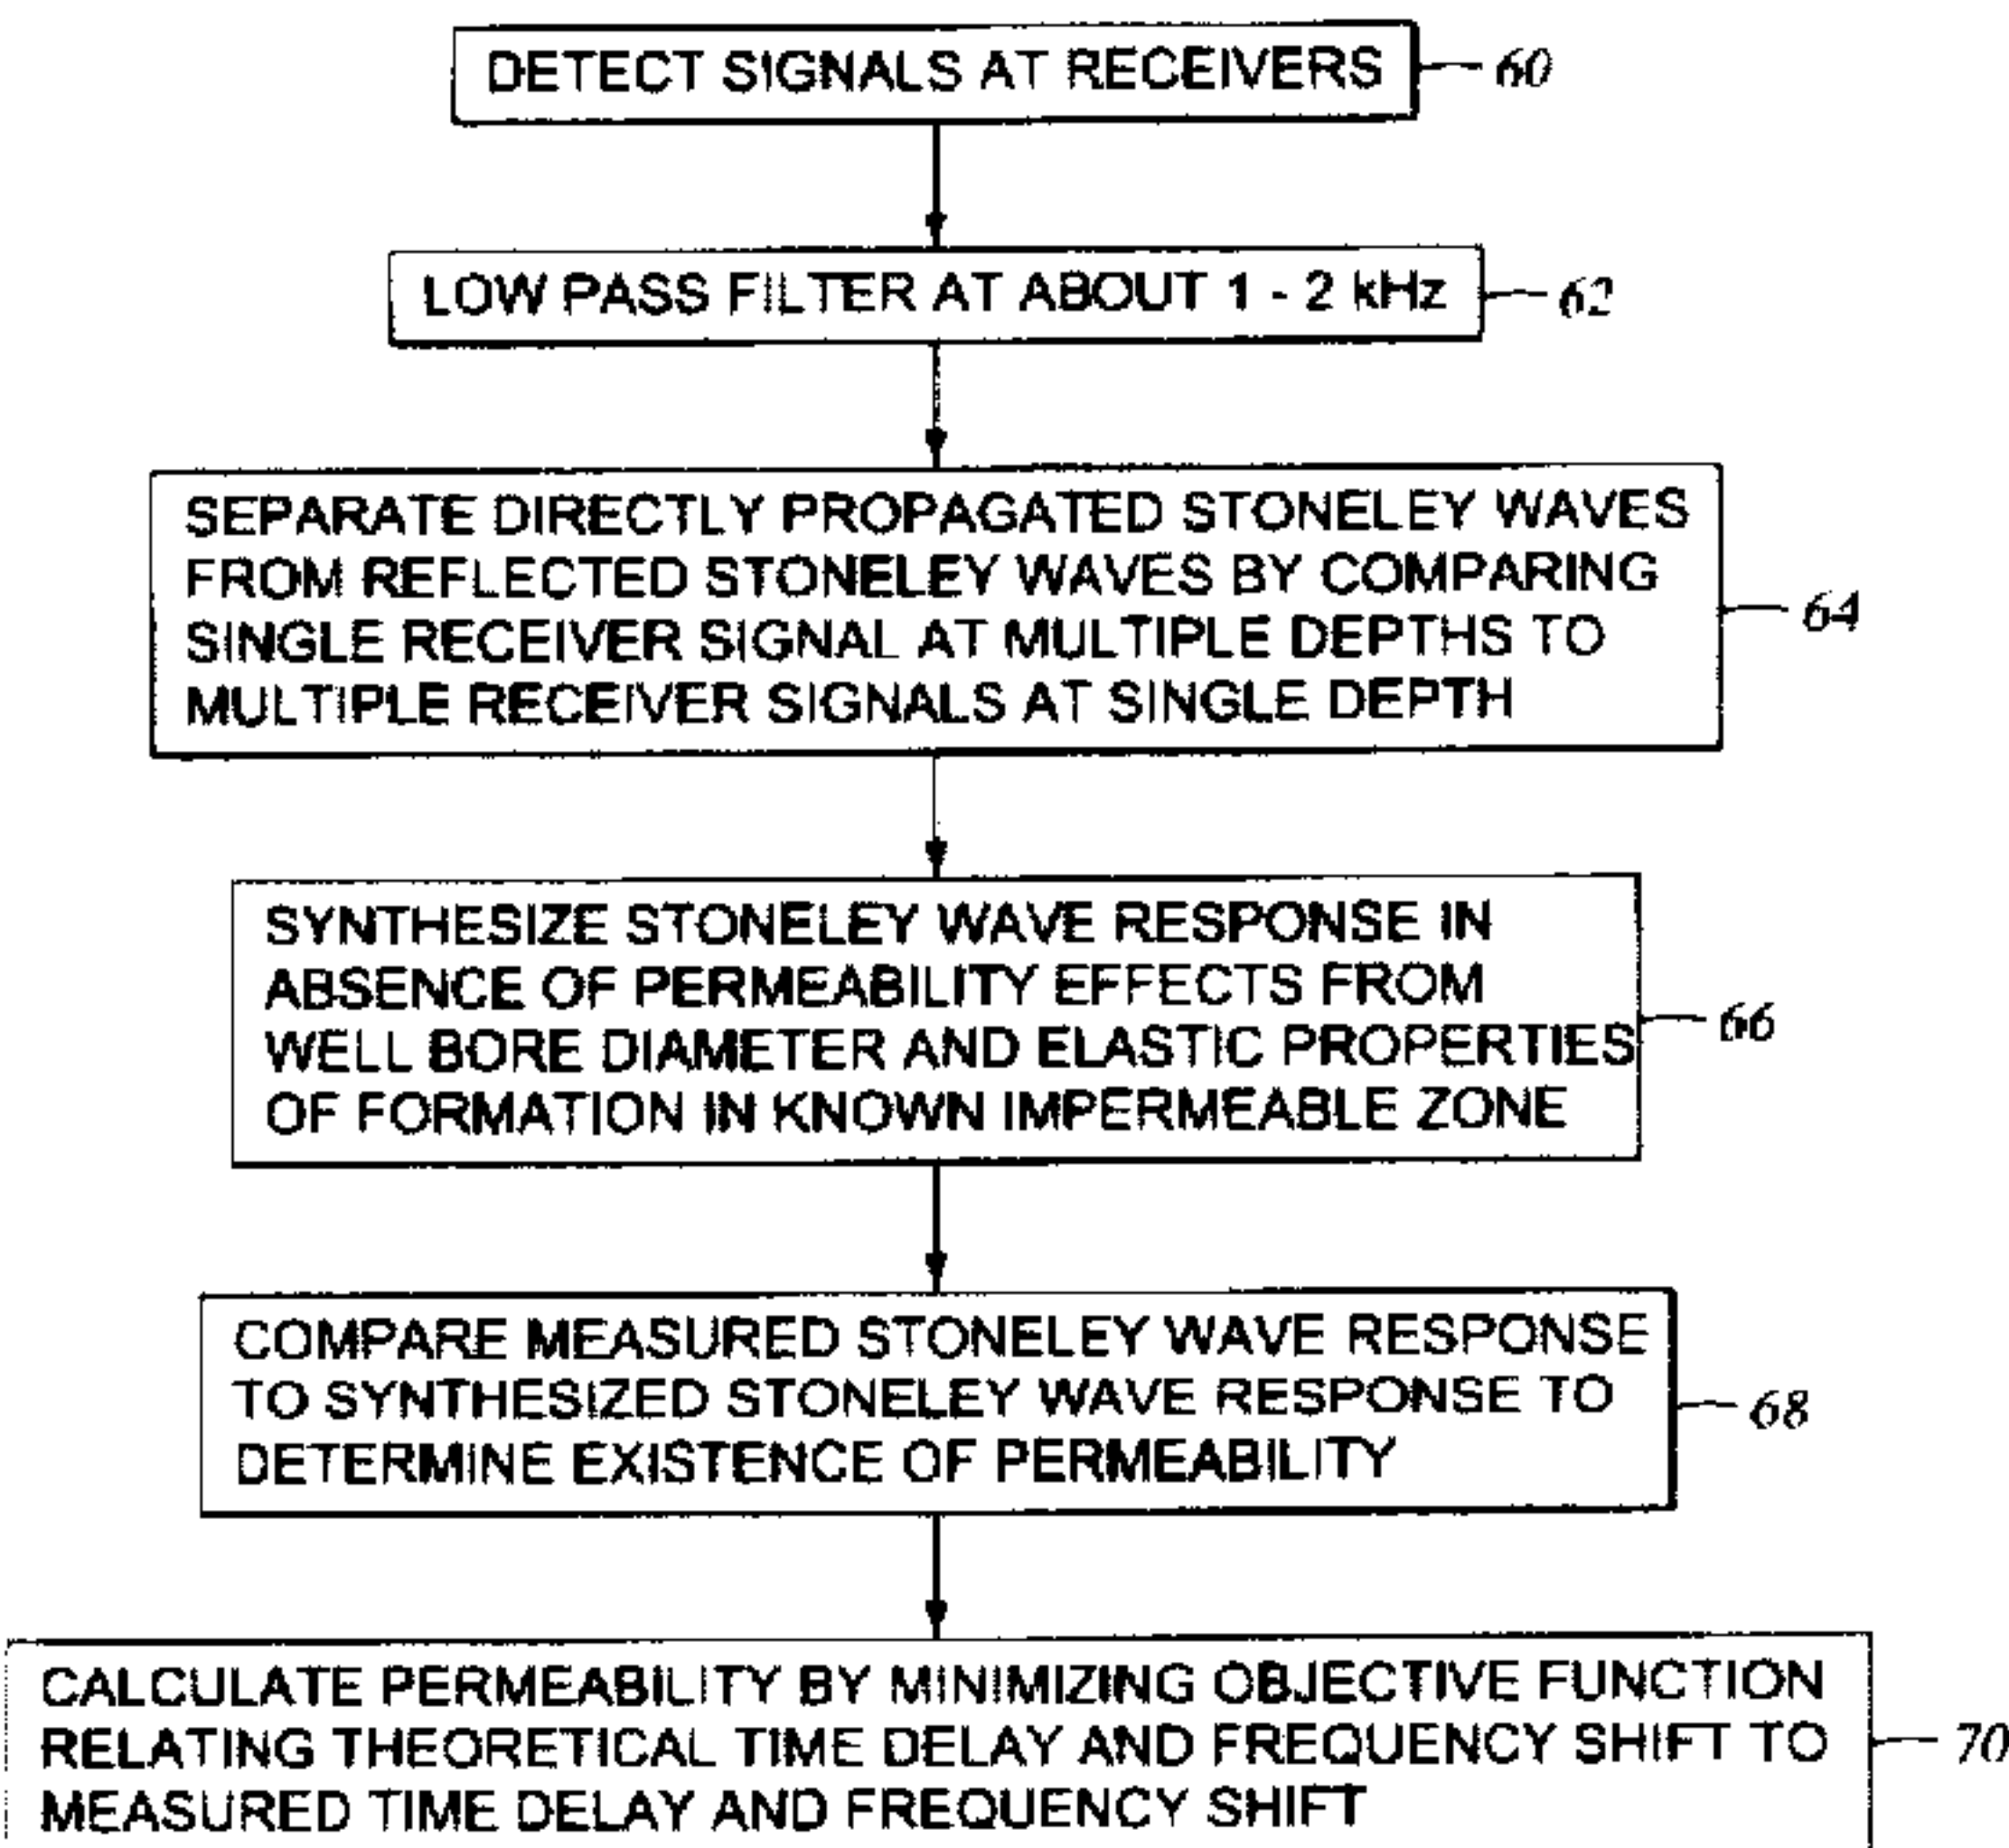 DETECT SIGNALS AT RECEIVERS
60
LOW PASS FILTER AT ABOUT 1 - 2 kHz
62
SEPARATE DIRECTLY PROPAGATED STONELEY WAVES
FROM REFLECTED STONELEY WAVES BY COMPARING
SINGLE RECEIVER SIGNAL AT MULTIPLE DEPTHS TO
MULTIPLE RECEIVER SIGNALS AT SINGLE DEPTH
64
SYNTHESIZE STONELEY WAVE RESPONSE IN
ABSENCE OF PERMEABILITY EFFECTS FROM
WELL BORE DIAMETER AND ELASTIC PROPERTIES
OF FORMATION IN KNOWN IMPERMEABLE ZONE
66
COMPARE MEASURED STONELEY WAVE RESPONSE
TO SYNTHESIZED STONELEY WAVE RESPONSE TO
DETERMINE EXISTENCE OF PERMEABILITY
68
CALCULATE PERMEABILITY BY MINIMIZING OBJECTIVE FUNCTION
RELATING THEORETICAL TIME DELAY AND FREQUENCY SHIFT TO
MEASURED TIME DELAY AND FREQUENCY SHIFT
70